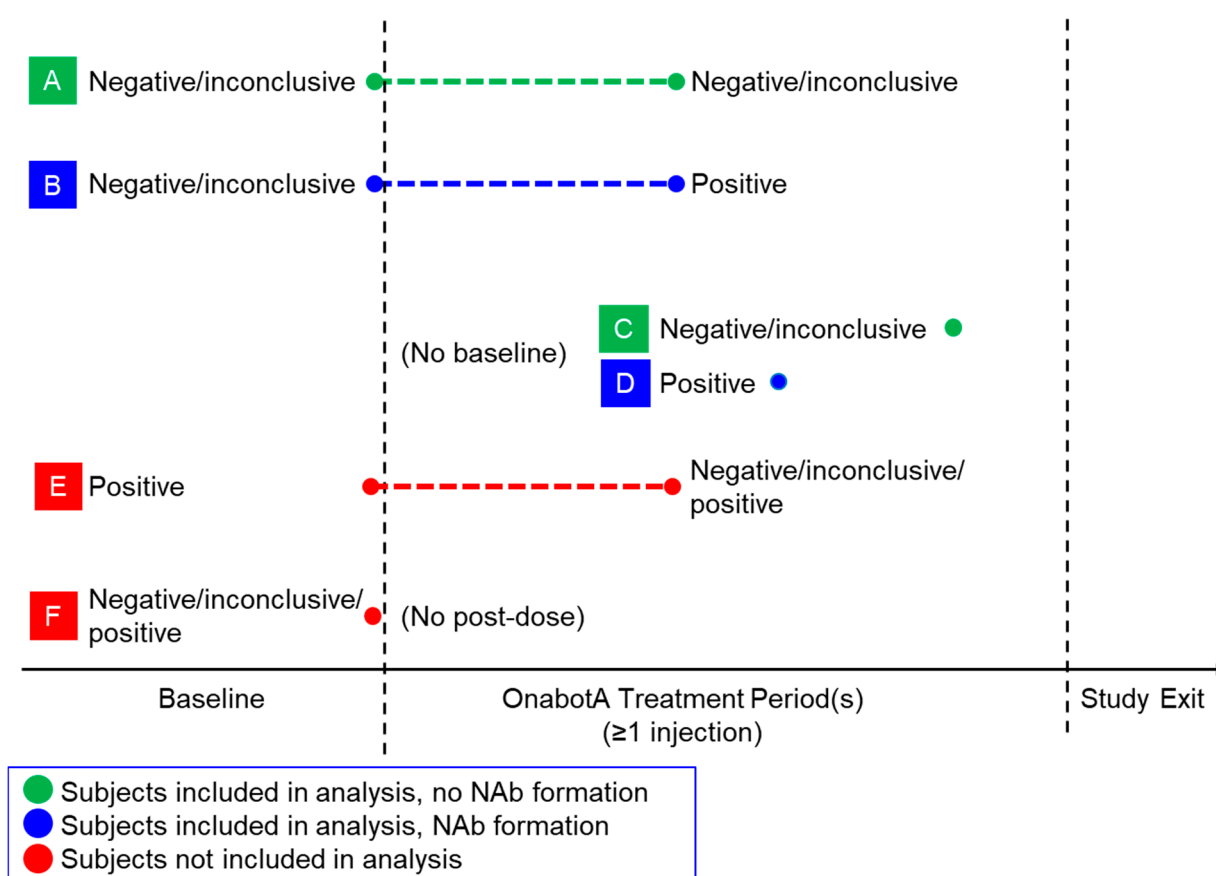 A Negative/inconclusive Negative/inconclusive
B Negative/inconclusive Positive
(No baseline)
C Negative/inconclusive
D Positive
E Positive
Negative/inconclusive/
positive
F
Negative/inconclusive/
positive
(No post-dose)
Baseline
OnabotA Treatment Period(s)
(≥1 injection)
Study Exit
Subjects included in analysis, no NAb formation
Subjects included in analysis, NAb formation
Subjects not included in analysis